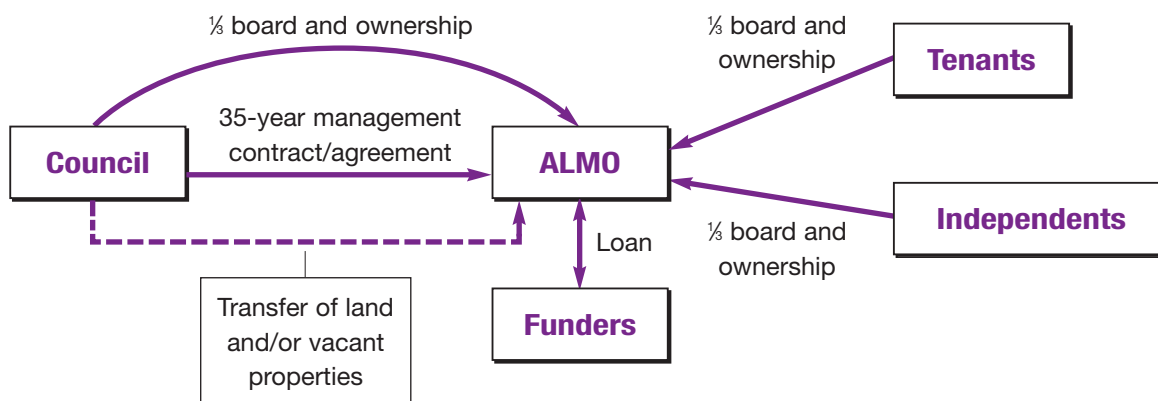 ⅓ board and ownership
35-year management
contract/agreement
Council
ALMO
⅓ board and
ownership
Tenants
Independents
⅓ board and
ownership
Loan
Funders
Transfer of land
and/or vacant
properties